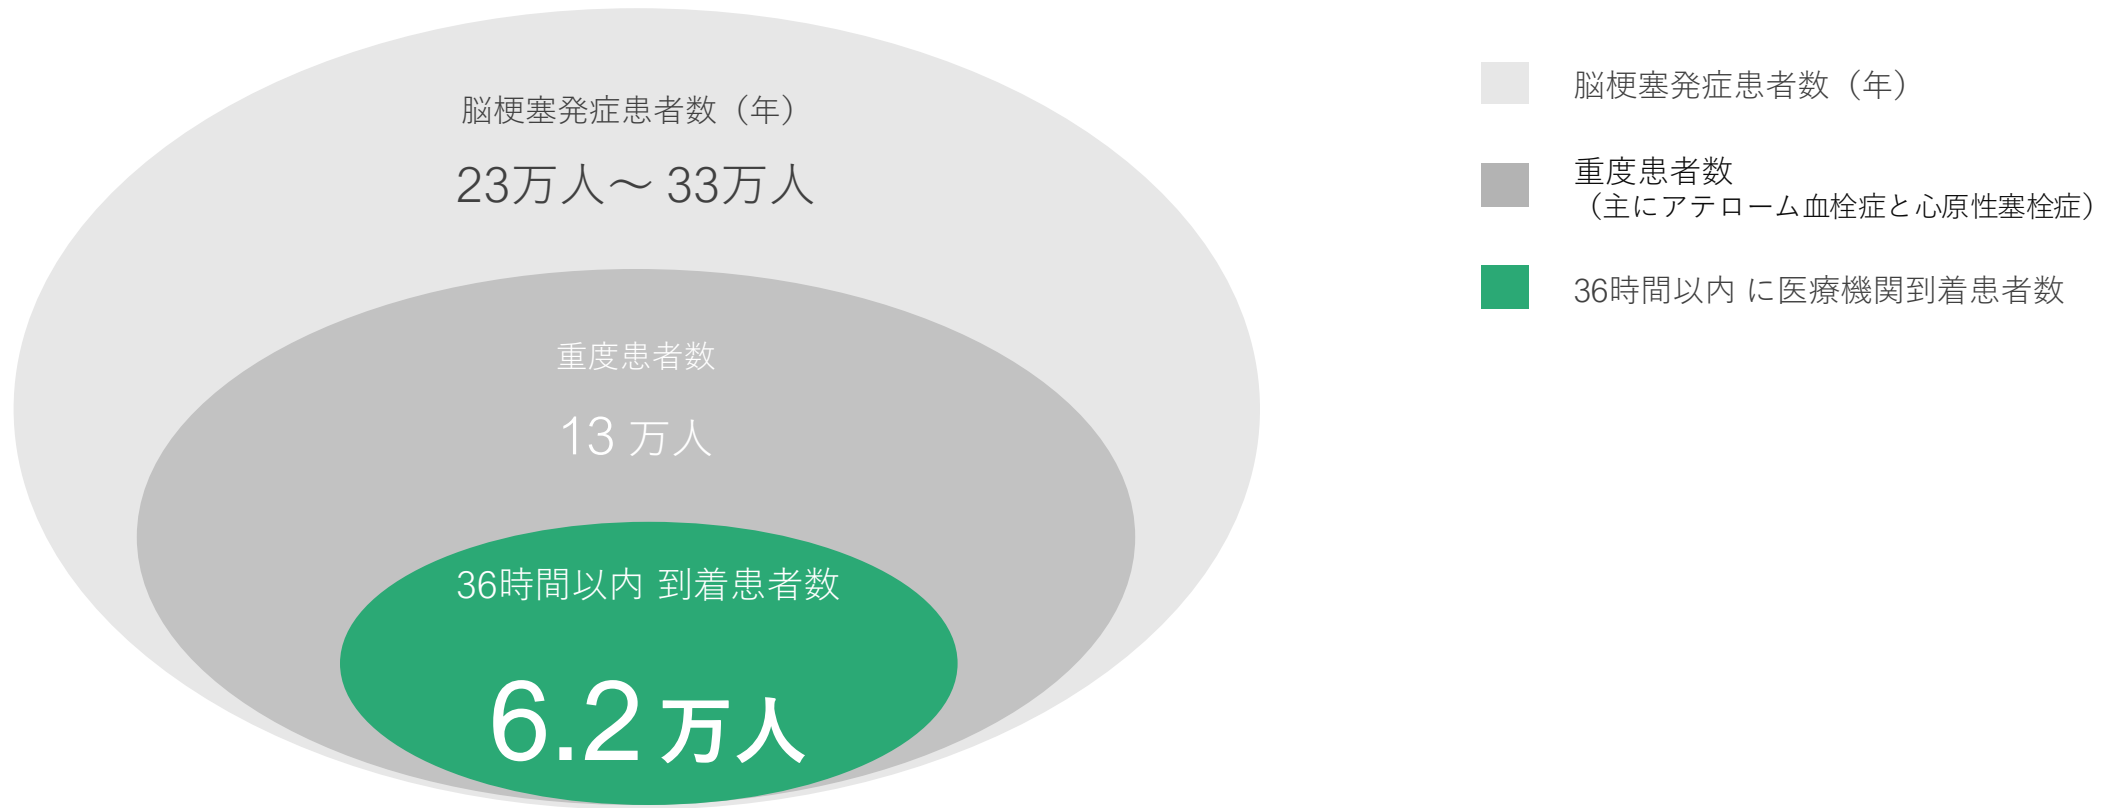 脳梗塞発症患者数（年）
23万人～ 33万人
重度患者数
13 万人
36時間以内 到着患者数
6.2 万人
脳梗塞発症患者数（年）
重度患者数
（主にアテローム血栓症と心原性塞栓症）
36時間以内 に医療機関到着患者数